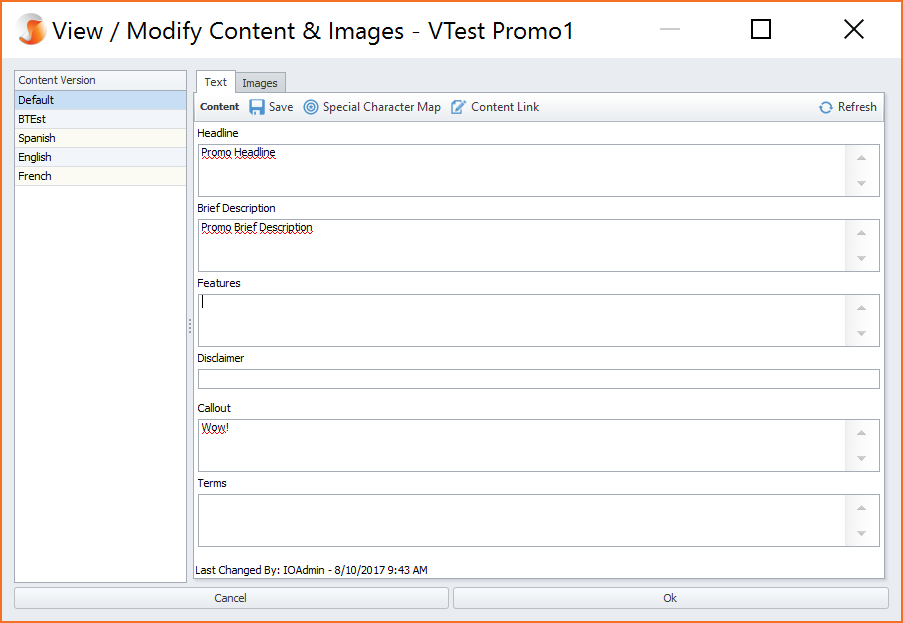 View / Modify Content & Images - VTest Promo1
Content Version
Default
BTEst
Spanish
English
French
Text Images
Content Save Special Character Map Content Link Refresh
Headline
Promo Headline
Brief Description
Promo Brief Description
Features
Disclaimer
Callout
Wow!
Terms
Last Changed By: IOAdmin - 8/10/2017 9:43 AM
Cancel Ok